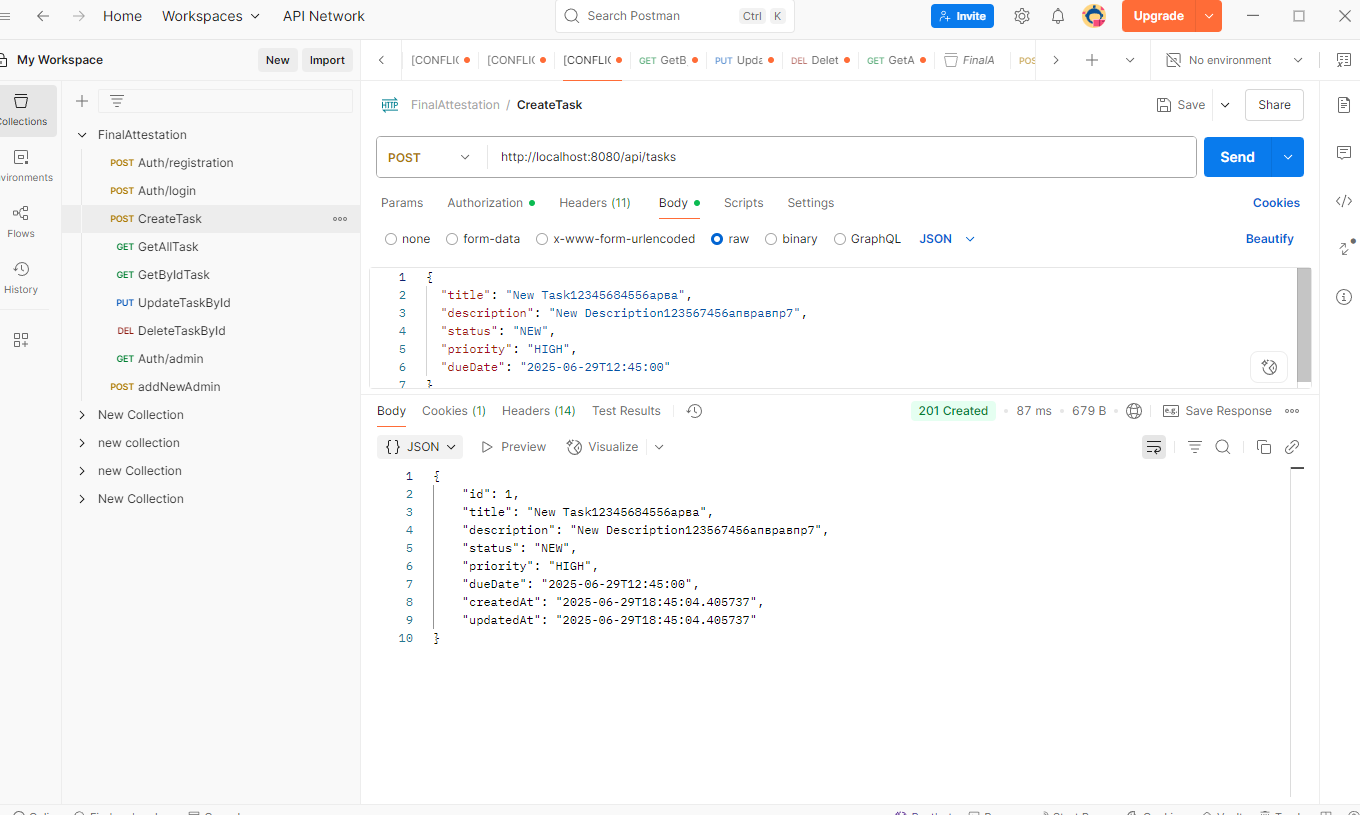 Home Workspaces API Network Search Postman Ctrl K Invite Upgrade
My Workspace New Import
[CONFLIC [CONFLIC [CONFLIC GET GetB PUT Upda DEL Delet GET GetA FinalA POS No environment
Collections
Environments
Flows
History
FinalAttestation
POST Auth/registration
POST Auth/login
POST CreateTask
GET GetAllTask
GET GetByIdTask
PUT UpdateTaskById
DEL DeleteTaskById
GET Auth/admin
POST addNewAdmin
New Collection
new collection
new Collection
New Collection
HTTP FinalAttestation / CreateTask Save Share
POST http://localhost:8080/api/tasks Send
Params Authorization Headers (11) Body Scripts Settings Cookies
none form-data x-www-form-urlencoded raw binary GraphQL JSON Beautify
1 {
2 "title": "New Task12345684556арва",
3 "description": "New Description123567456апвравпр7",
4 "status": "NEW",
5 "priority": "HIGH",
6 "dueDate": "2025-06-29T12:45:00"
7 }
Body Cookies (1) Headers (14) Test Results 201 Created 87 ms 679 B e.g. Save Response
{} JSON Preview Visualize
1 {
2 "id": 1,
3 "title": "New Task12345684556арва",
4 "description": "New Description123567456апвравпр7",
5 "status": "NEW",
6 "priority": "HIGH",
7 "dueDate": "2025-06-29T12:45:00",
8 "createdAt": "2025-06-29T18:45:04.405737",
9 "updatedAt": "2025-06-29T18:45:04.405737"
10 }